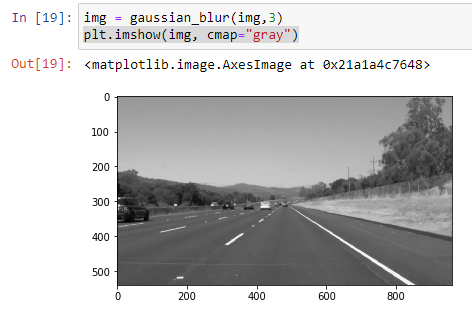 In [19]: img = gaussian_blur(img,3)
plt.imshow(img, cmap="gray")
Out[19]: <matplotlib.image.AxesImage at 0x21a1a4c7648>
0
100
200
300
400
500
0 200 400 600 800